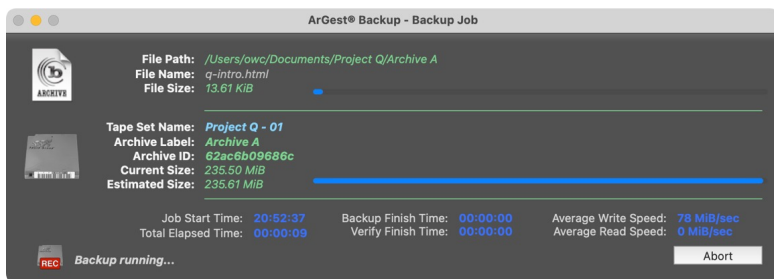 ArGest® Backup - Backup Job
File Path: /Users/owc/Documents/Project Q/Archive A
File Name: q-intro.html
File Size: 13.61 KiB
b
ARCHIVE
Tape Set Name: Project Q - 01
Archive Label: Archive A
Archive ID: 62ac6b09686c
Current Size: 235.50 MiB
Estimated Size: 235.61 MiB
Job Start Time: 20:52:37 Backup Finish Time: 00:00:00 Average Write Speed: 78 MiB/sec
Total Elapsed Time: 00:00:09 Verify Finish Time: 00:00:00 Average Read Speed: 0 MiB/sec
REC Backup running... Abort